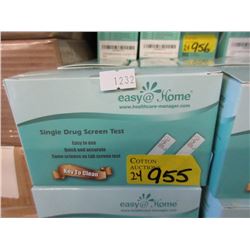 956
1232
easy@Home
www.healthcare-manager.com
Single Drug Screen Test
Easy to use
Quick and accurate
Same science as lab screen test
Key To Clean
COTTON
AUCTION
24 955
easy@Home